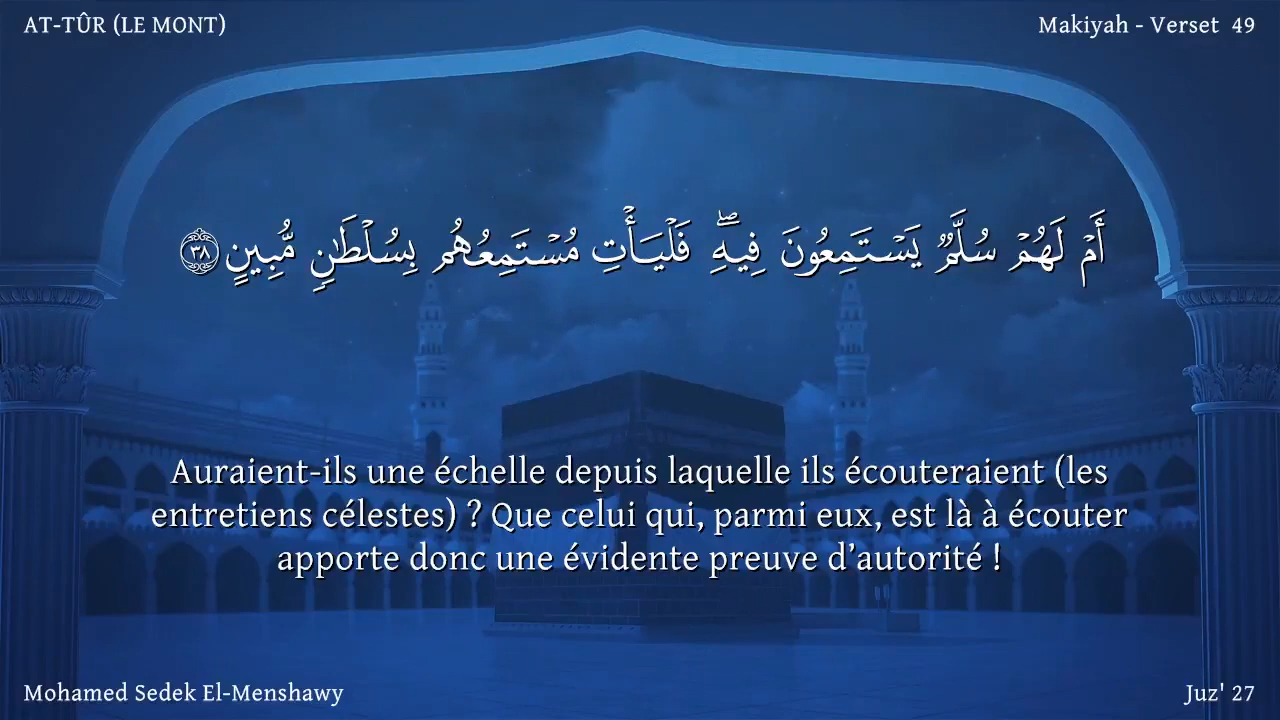 AT-TÛR (LE MONT)
Makiyah - Verset 49
أَمْ لَهُمْ سُلَّمٌ يَسْتَمِعُونَ فِيهِ ۖ فَلْيَأْتِ مُسْتَمِعُهُم بِسُلْطَـٰنٍ مُّبِينٍ ٣٨
Auraient-ils une échelle depuis laquelle ils écouteraient (les
entretiens célestes) ? Que celui qui, parmi eux, est là à écouter
apporte donc une évidente preuve d’autorité !
Mohamed Sedek El-Menshawy
Juz' 27